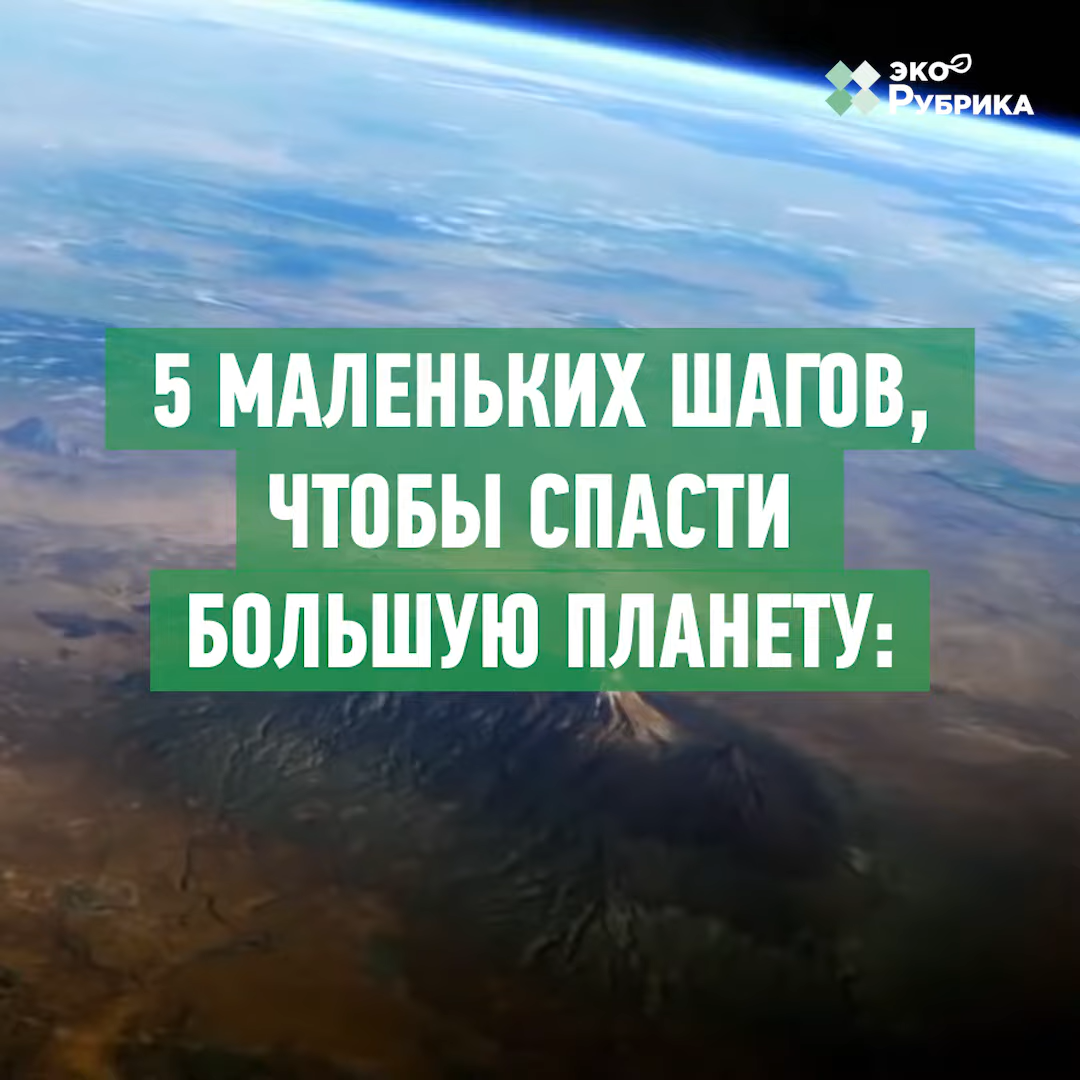 ЭКО
РУБРИКА
5 МАЛЕНЬКИХ ШАГОВ,
ЧТОБЫ СПАСТИ
БОЛЬШУЮ ПЛАНЕТУ: